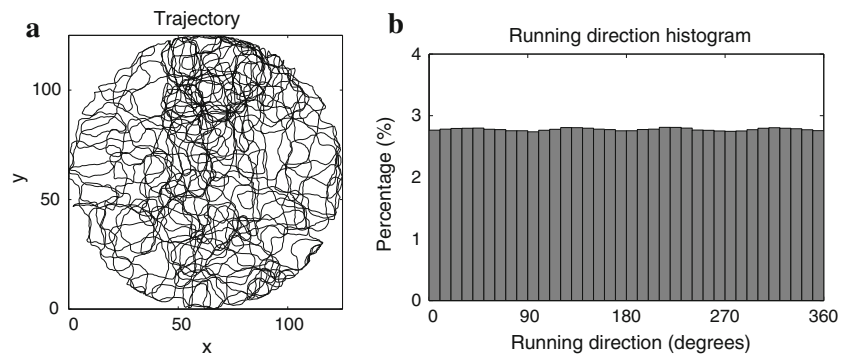 a
Trajectory
100
50
0
0
50
100
y
x
b
Running direction histogram
4
3
2
1
0
0
90
180
270
360
Percentage (%)
Running direction (degrees)